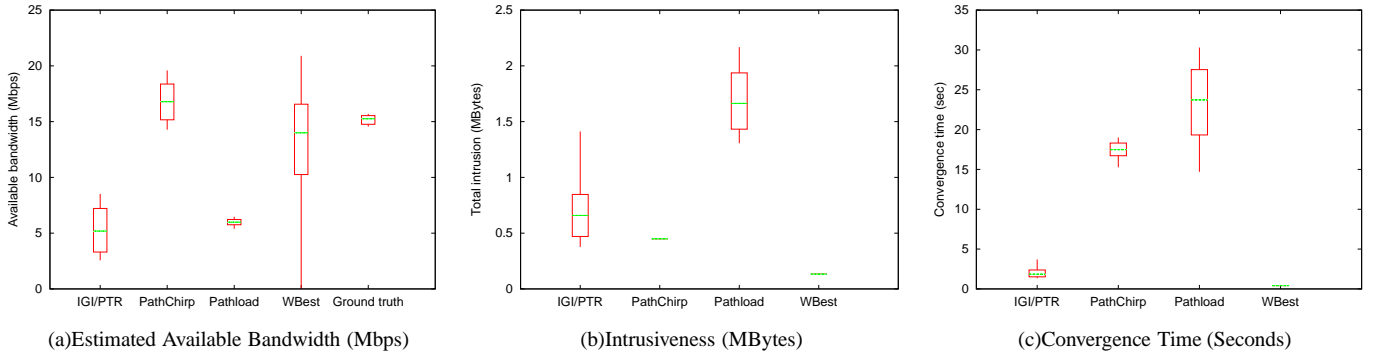 25
20
15
10
5
0
Available bandwidth (Mbps)
IGI/PTR PathChirp Pathload WBest Ground truth
(a)Estimated Available Bandwidth (Mbps)
2.5
2
1.5
1
0.5
0
Total intrusion (MBytes)
IGI/PTR PathChirp Pathload WBest
(b)Intrusiveness (MBytes)
35
30
25
20
15
10
5
0
Convergence time (sec)
IGI/PTR PathChirp Pathload WBest
(c)Convergence Time (Seconds)